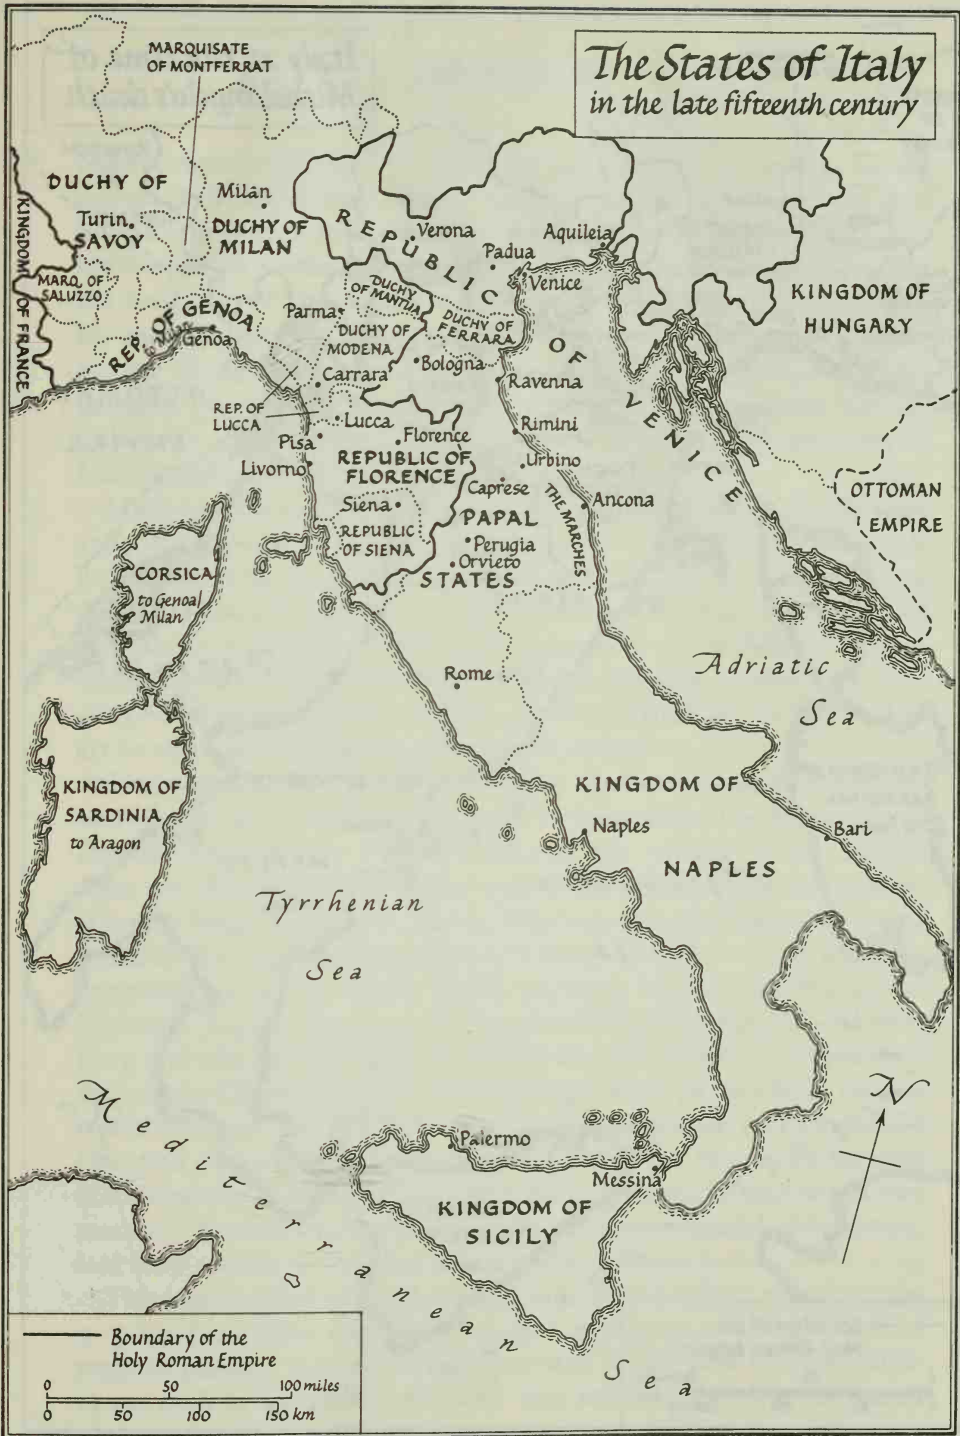 The States of Italy
in the late fifteenth century
MARQUISATE
OF MONTFERRAT
DUCHY OF
SAVOY
Turin
Milan
DUCHY OF
MILAN
REPUBLIC
OF
VENICE
Verona
Padua
Aquileia
Venice
KINGDOM
OF FRANCE
MARQ. OF
SALUZZO
DUCHY
OF MANTUA
DUCHY OF
FERRARA
KINGDOM OF
HUNGARY
REP. OF GENOA
to Milan
Genoa
Parma
DUCHY OF
MODENA
Bologna
Carrara
Ravenna
REP. OF
LUCCA
Lucca
Rimini
Pisa
Florence
REPUBLIC OF
FLORENCE
Livorno
Urbino
Caprese
THE MARCHES
Ancona
OTTOMAN
EMPIRE
Siena
REPUBLIC
OF SIENA
PAPAL
STATES
Perugia
Orvieto
CORSICA
to Genoa/
Milan
Rome
Adriatic
Sea
KINGDOM OF
SARDINIA
to Aragon
KINGDOM OF
NAPLES
Naples
Bari
Tyrrhenian
Sea
N
Mediterranean
Sea
Palermo
Messina
KINGDOM OF
SICILY
Boundary of the
Holy Roman Empire
0 50 100 miles
0 50 100 150 km